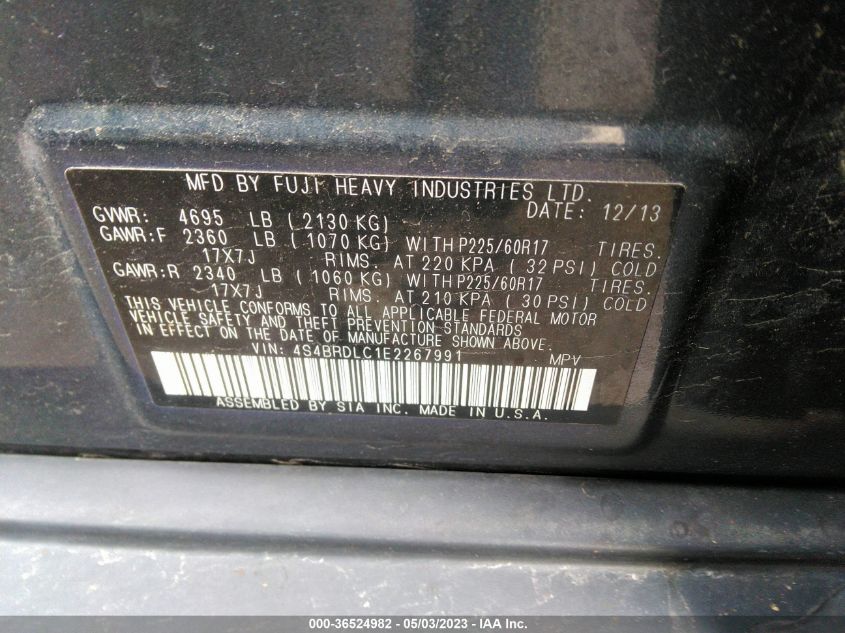 MFD BY FUJI HEAVY INDUSTRIES LTD.
DATE: 12/13
GVWR: 4695 LB ( 2130 KG)
GAWR:F 2360 LB ( 1070 KG) WITH P225/60R17 TIRES.
17X7J RIMS. AT 220 KPA ( 32 PSI) COLD
GAWR:R 2340 LB ( 1060 KG) WITH P225/60R17 TIRES.
17X7J RIMS. AT 210 KPA ( 30 PSI) COLD
THIS VEHICLE CONFORMS TO ALL APPLICABLE FEDERAL MOTOR
VEHICLE SAFETY AND THEFT PREVENTION STANDARDS
IN EFFECT ON THE DATE OF MANUFACTURE SHOWN ABOVE.
VIN: 4S4BRDLC1E2267991 MPV
ASSEMBLED BY SIA INC. MADE IN U.S.A.
000-36524982 - 05/03/2023 - IAA Inc.